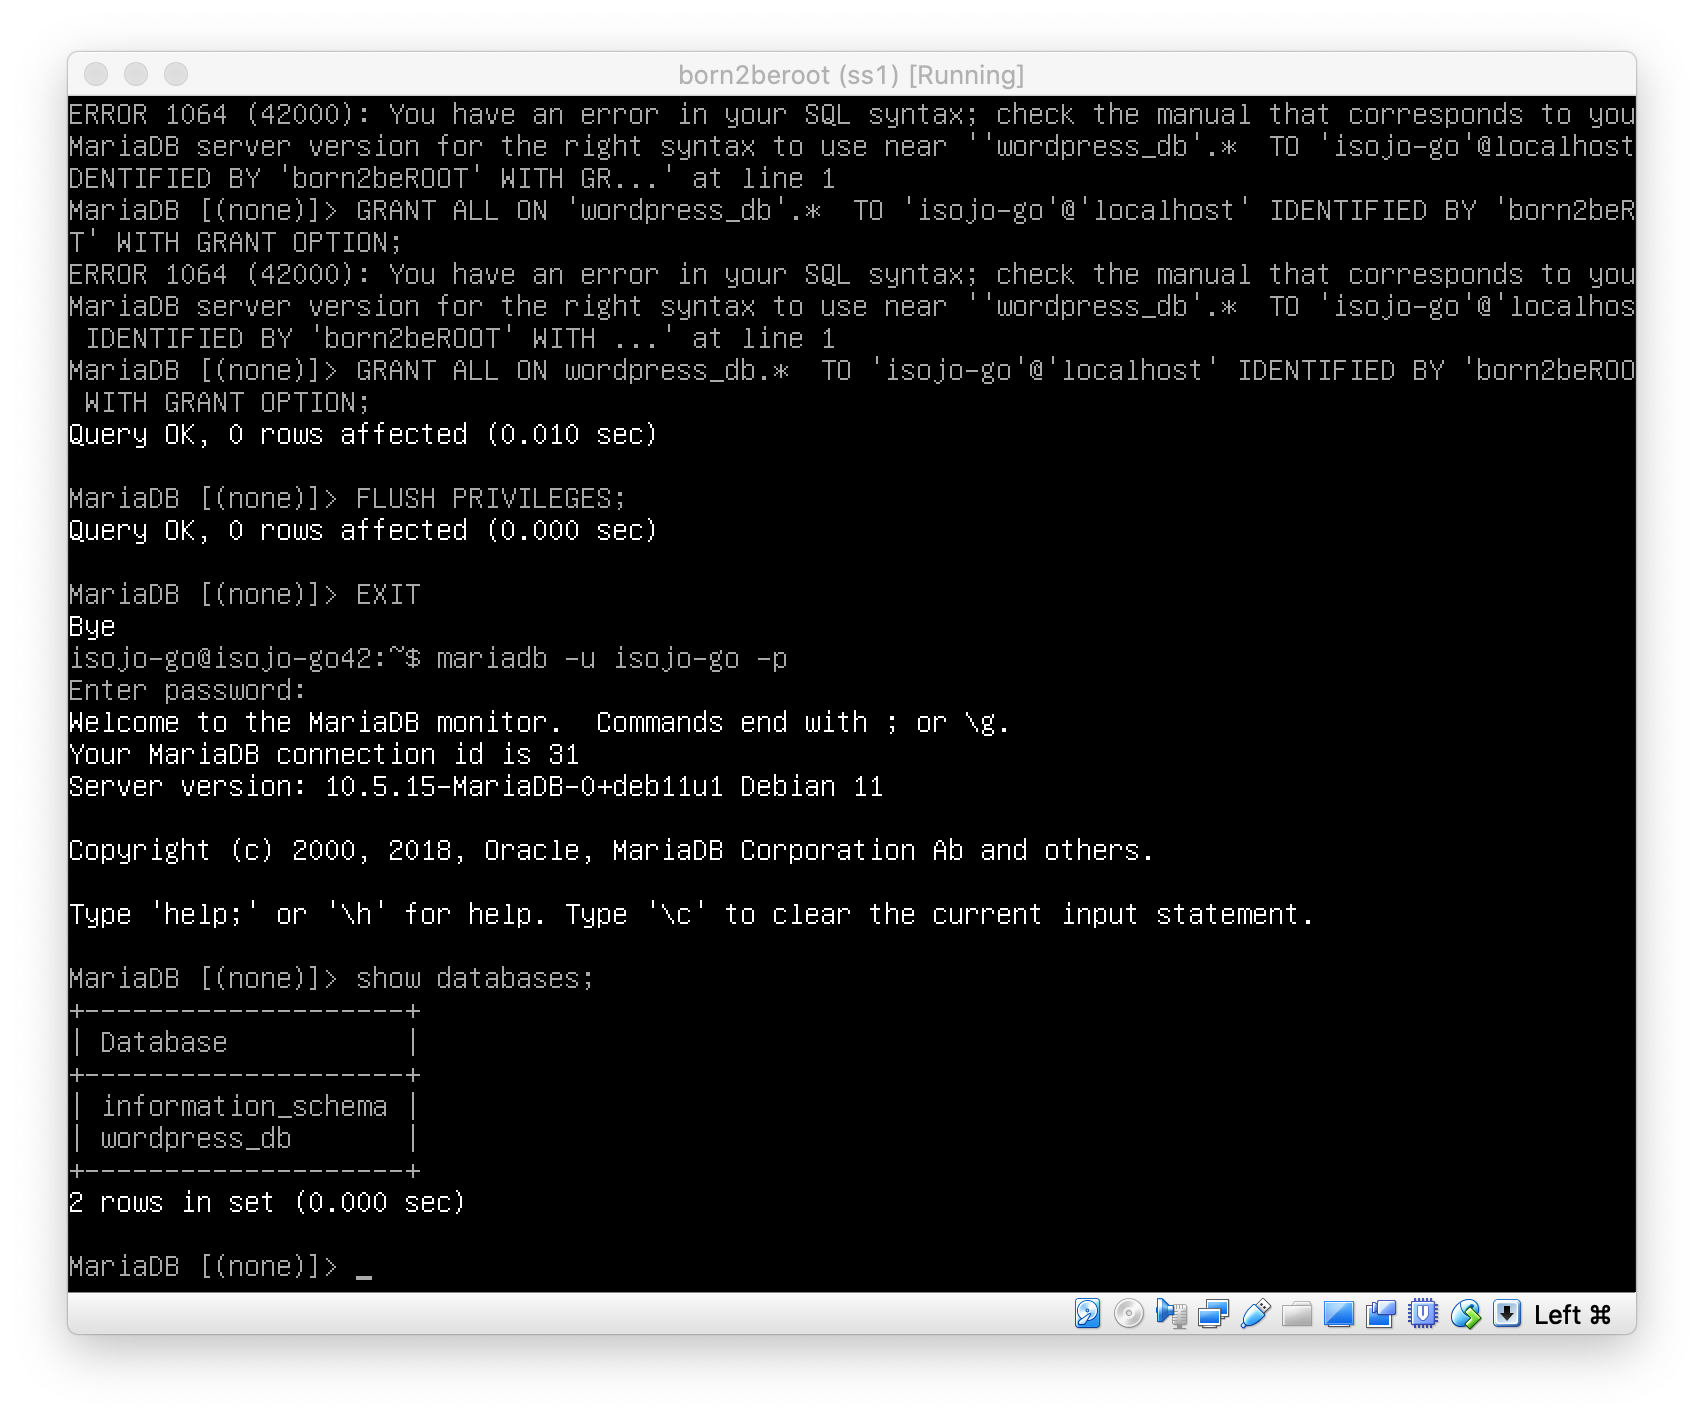 born2beroot (ss1) [Running]
ERROR 1064 (42000): You have an error in your SQL syntax; check the manual that corresponds to you
MariaDB server version for the right syntax to use near ''wordpress_db'.*  TO 'isojo-go'@localhost
DENTIFIED BY 'born2beROOT' WITH GR...' at line 1
MariaDB [(none)]> GRANT ALL ON 'wordpress_db'.*  TO 'isojo-go'@'localhost' IDENTIFIED BY 'born2beR
T' WITH GRANT OPTION;
ERROR 1064 (42000): You have an error in your SQL syntax; check the manual that corresponds to you
MariaDB server version for the right syntax to use near ''wordpress_db'.*  TO 'isojo-go'@'localhos
 IDENTIFIED BY 'born2beROOT' WITH ...' at line 1
MariaDB [(none)]> GRANT ALL ON wordpress_db.*  TO 'isojo-go'@'localhost' IDENTIFIED BY 'born2beROO
 WITH GRANT OPTION;
Query OK, 0 rows affected (0.010 sec)
MariaDB [(none)]> FLUSH PRIVILEGES;
Query OK, 0 rows affected (0.000 sec)
MariaDB [(none)]> EXIT
Bye
isojo-go@isojo-go42:~$ mariadb -u isojo-go -p
Enter password:
Welcome to the MariaDB monitor.  Commands end with ; or \g.
Your MariaDB connection id is 31
Server version: 10.5.15-MariaDB-0+deb11u1 Debian 11
Copyright (c) 2000, 2018, Oracle, MariaDB Corporation Ab and others.
Type 'help;' or '\h' for help. Type '\c' to clear the current input statement.
MariaDB [(none)]> show databases;
+--------------------+
| Database           |
+--------------------+
| information_schema |
| wordpress_db       |
+--------------------+
2 rows in set (0.000 sec)
MariaDB [(none)]> _
Left ⌘